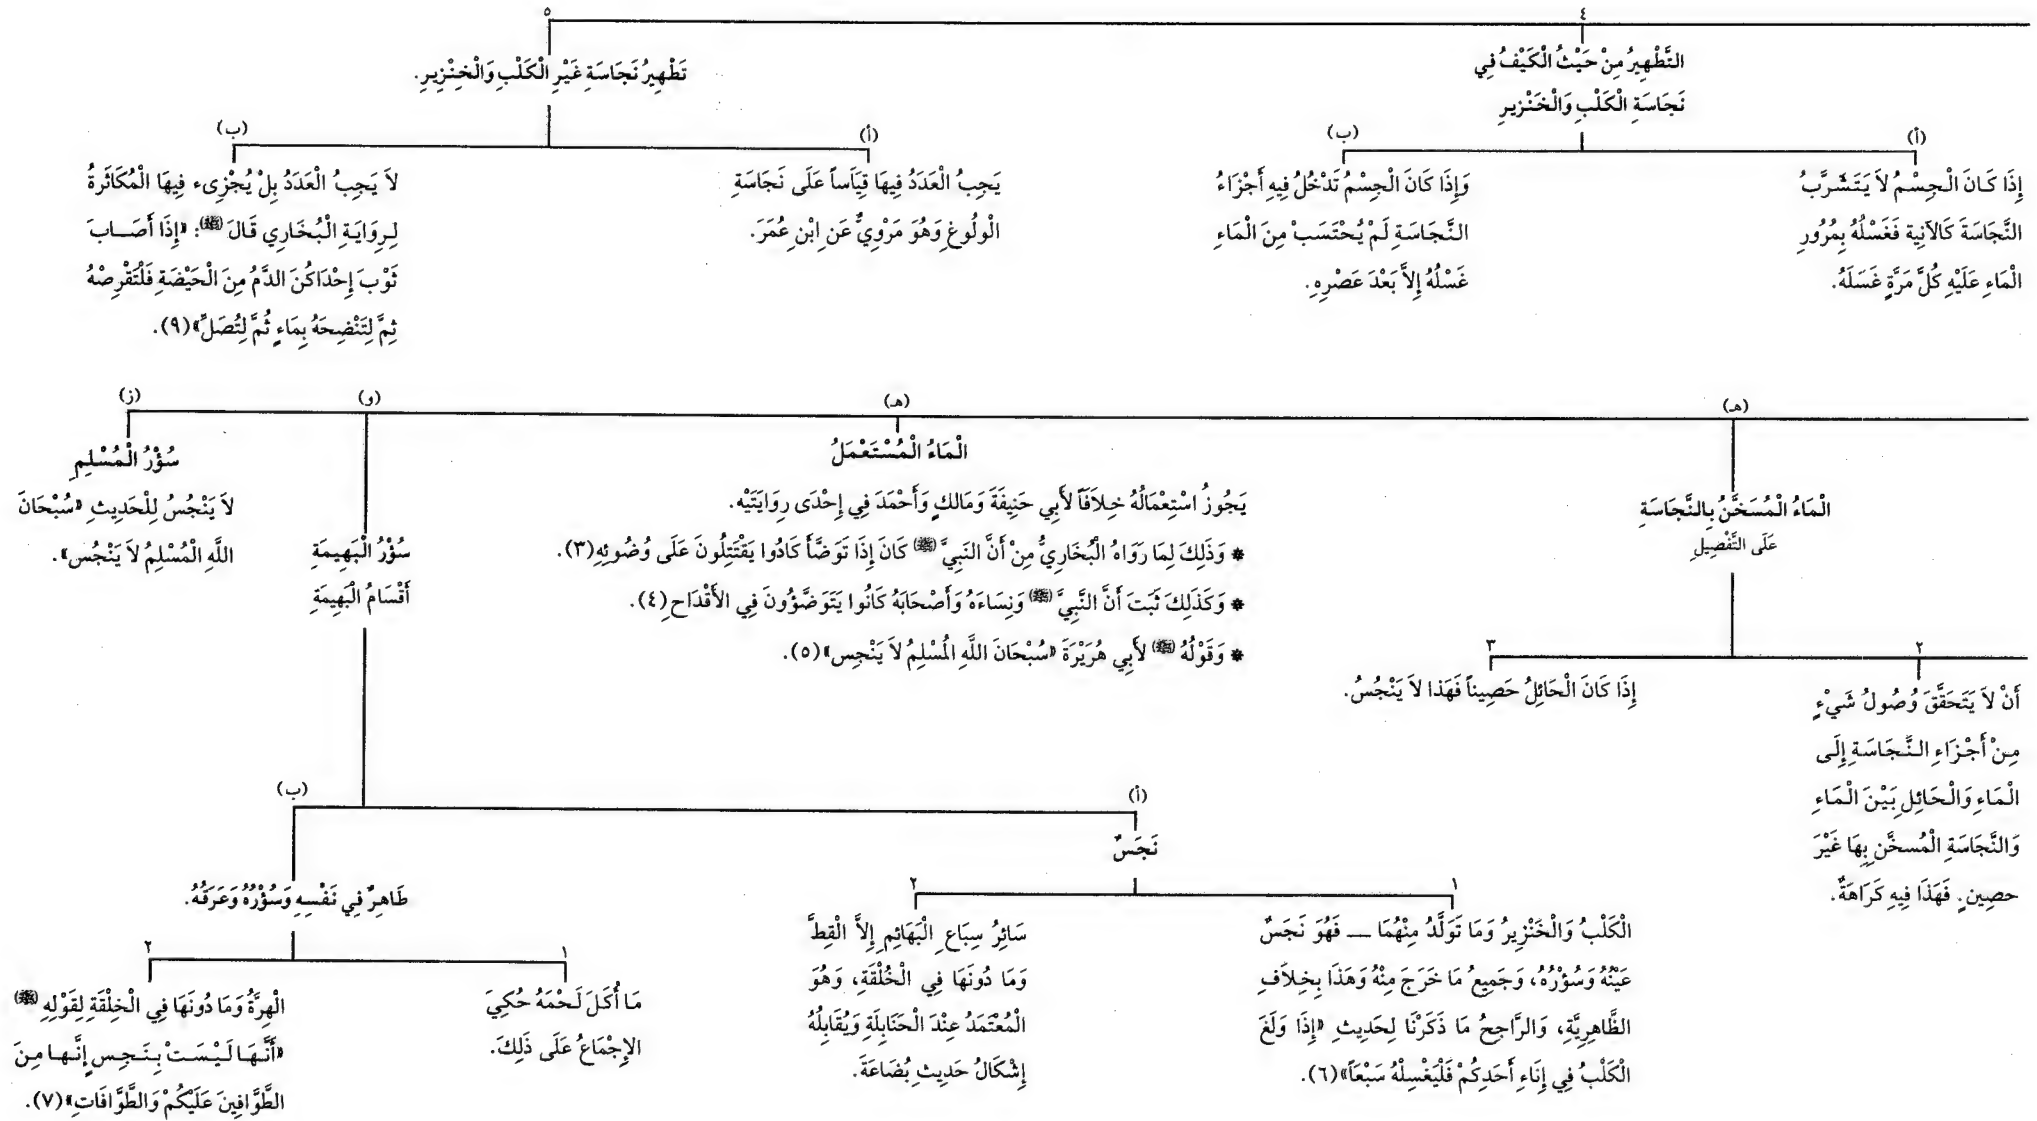 ٤
التَّطْهِيرُ مِنْ حَيْثُ الْكَيْفُ فِي
نَجَاسَةِ الْكَلْبِ وَالْخَنْزِيرِ
(أ)
إِذَا كَانَ الْجِسْمُ لاَ يَتَشَرَّبُ
النَّجَاسَةَ كَالآنِية فَغَسْلُهُ بِمُرُورِ
الْمَاءِ عَلَيْهِ كُلَّ مَرَّةٍ غَسَلَهُ.
(ب)
وَإِذَا كَانَ الْجِسْمُ تَدْخُلُ فِيهِ أَجْزَاءُ
النَّجَاسَةِ لَمْ يُحْتَسَبْ مِنَ الْمَاءِ
غَسْلُهُ إِلاَّ بَعْدَ عَصْرِهِ.
٥
تَطْهِيرُ نَجَاسَةِ غَيْرِ الْكَلْبِ وَالْخِنْزِيرِ.
(أ)
يَجِبُ الْعَدَدُ فِيهَا قِيَاَساً عَلَى نَجَاسَةِ
الْولُوغِ وَهُوَ مَرْوِيٌّ عَنِ ابْنِ عُمَرَ.
(ب)
لاَ يَجِبُ الْعَدَدُ بِلْ يُجْزِىء فِيهَا الْمُكَاثَرةُ
لِرِوَايَةِ الْبُخَارِي قَالَ (ﷺ): «إِذَا أَصَابَ
ثَوْبَ إِحْدَاكُنَ الدَّمُ مِنَ الْحَيْضَةِ فَلْتَقْرِصْهُ
ثِمَّ لِتَنْضِحَهُ بِمَاءٍ ثُمَّ لِتُصَلِّ»(٩).
(هـ)
الْمَاءُ الْمُسَخَّنُ بِالنَّجَاسَةِ
عَلَى التَّفْصِيلِ
٢
أَنْ لاَ يَتَحَقَّقَ وُصُولُ شَيْءٍ
مِنْ أَجْزَاءِ النَّجَاسَةِ إِلَى
الْمَاءِ وَالْحَائِلِ بَيْنَ الْمَاءِ
وَالنَّجَاسَةِ الْمُسخَّنِ بِهَا غَيْرَ
حصِينٍ. فَهَذَا فِيهِ كَرَاهَةٌ.
٣
إِذَا كَانَ الْحَائِلُ حَصِيناً فَهَذا لاَ يَنْجُسُ.
(هـ)
الْمَاءُ الْمُسْتَعْمَلُ
يَجُوزُ اسْتِعْمَالُهُ خِلاَفَاً لأَبِي حَنِيفَةَ وَمَالكٍ وَأَحْمَدَ فِي إِحْدَى رِوَايَتَيْه.
* وَذَلِكَ لِمَا رَوَاهُ الْبُخَارِيُّ مِنْ أَنَّ النَبِيَّ (ﷺ) كَانَ إِذَا تَوَضَّأَ كَادُوا يَقْتَتِلُونَ عَلَى وُضُوئِهِ(٣).
* وَكَذَلِكَ ثَبَتَ أَنَّ النَّبِيَّ (ﷺ) وَنِسَاءَهُ وَأَصْحَابَهُ كَانُوا يَتَوَضَّؤُونَ فِي الأَقْدَاحِ(٤).
* وَقَوْلُهُ (ﷺ) لأَبِي هُرَيْرَةَ «سُبْحَانَ اللَّهِ الْمُسْلِمُ لاَ يَنْجِس»(٥).
(و)
سُؤْرُ الْبَهِيمَةِ
أَقْسَامُ الْبَهِيمَةِ
(ز)
سُؤْرُ الْمُسْلِمِ
لاَ يَنْجُسُ لِلْحَدِيثِ «سُبْحَانَ
اللَّهِ الْمُسْلِمُ لاَ يَنْجُس».
(أ)
نَجَسٌ
١
الْكَلْبُ وَالْخَنْزِيرُ وَمَا تَوَلَّدُ مِنْهُمَا — فَهُوَ نَجَسٌ
عَيْنُهُ وَسُؤْرُهُ، وَجَمِيعُ مَا خَرَجَ مِنْهُ وَهَذَا بِخِلاَفِ
الظَّاهِرِيَّةِ، وَالرَّاجِحُ مَا ذَكَرْنَا لِحَدِيثِ «إِذَا وَلَغَ
الْكَلْبُ فِي إِنَاءِ أَحَدِكُمْ فَلْيَغْسِلْهُ سَبْعَاً»(٦).
٢
سَائِرُ سِبَاعِ الْبَهَائِمِ إِلاَّ الْقِطَّ
وَمَا دُونَهَا فِي الْخُلْقَةِ، وَهُوَ
الْمُعْتَمَدُ عِنْدَ الْحَنَابِلَةِ وَيُقَابِلُهُ
إِشْكَالُ حَدِيثِ بُضَاعَةَ.
(ب)
طَاهِرٌ فِي نَفْسِهِ وَسُؤْرُهُ وَعَرَقُهُ.
١
مَا أُكَلَ لَحْمَهُ حُكِيَ
الإِجْمَاعُ عَلَى ذَلِكَ.
٢
الْهِرَّةُ وَمَا دُونَهَا فِي الْخِلْقَةِ لِقَوْلِهِ (ﷺ)
«أَنَّهَا لَيْسَتْ بِنَجِسٍ إِنَّها مِنَ
الطَّوَّافِينَ عَلَيْكُمْ وَالطَّوَّافَاتِ»(٧).